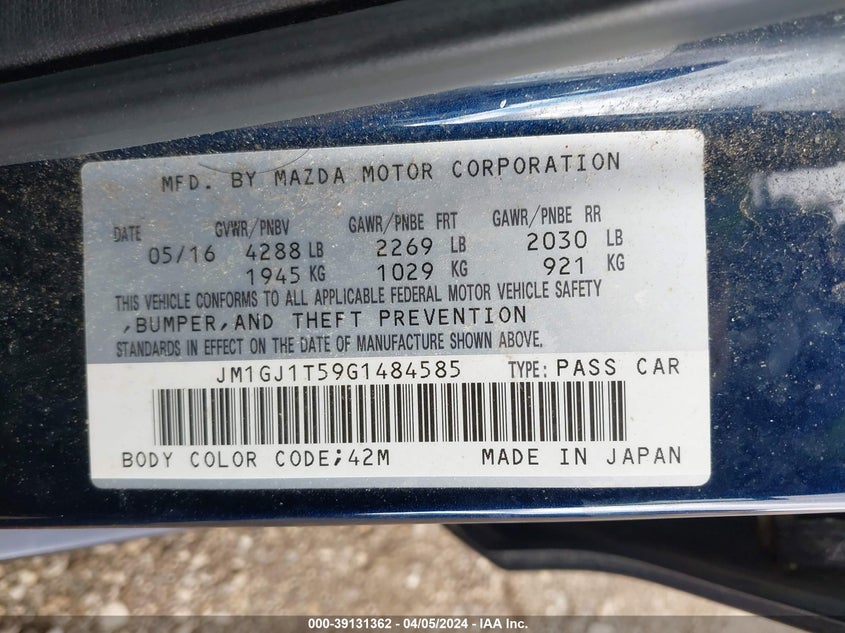 MFD. BY MAZDA MOTOR CORPORATION
DATE GVWR/PNBV GAWR/PNBE FRT GAWR/PNBE RR
05/16 4288 LB 2269 LB 2030 LB
1945 KG 1029 KG 921 KG
THIS VEHICLE CONFORMS TO ALL APPLICABLE FEDERAL MOTOR VEHICLE SAFETY
,BUMPER,AND THEFT PREVENTION
STANDARDS IN EFFECT ON THE DATE OF MANUFACTURE SHOWN ABOVE.
JM1GJ1T59G1484585 TYPE: PASS CAR
BODY COLOR CODE;42M MADE IN JAPAN
000-39131362 - 04/05/2024 - IAA Inc.